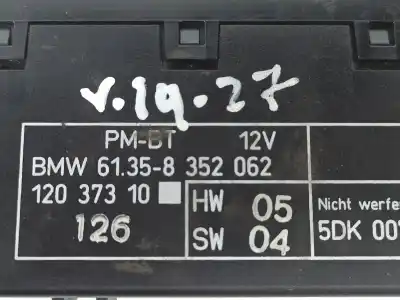 v.19-27
PM-BT 12V
BMW 61.35-8 352 062
120 373 10
126
HW 05
SW 04
Nicht werfe
5DK 00